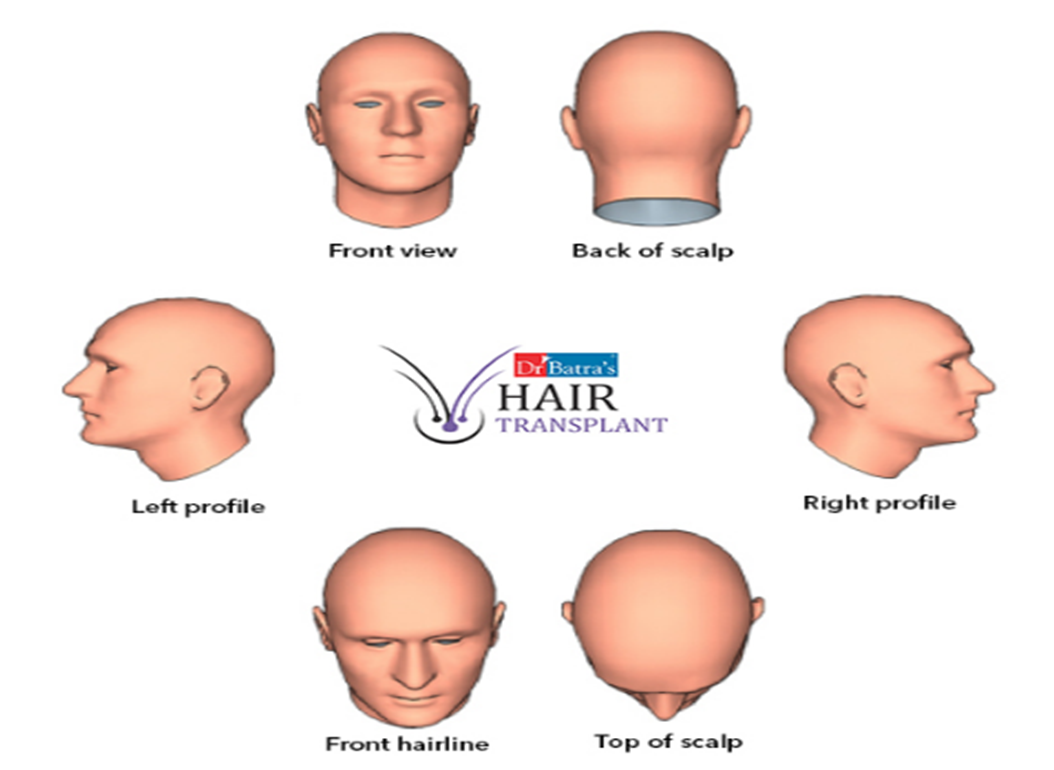 Front view
Back of scalp
Dr Batra's
HAIR
TRANSPLANT
Left profile
Right profile
Front hairline
Top of scalp